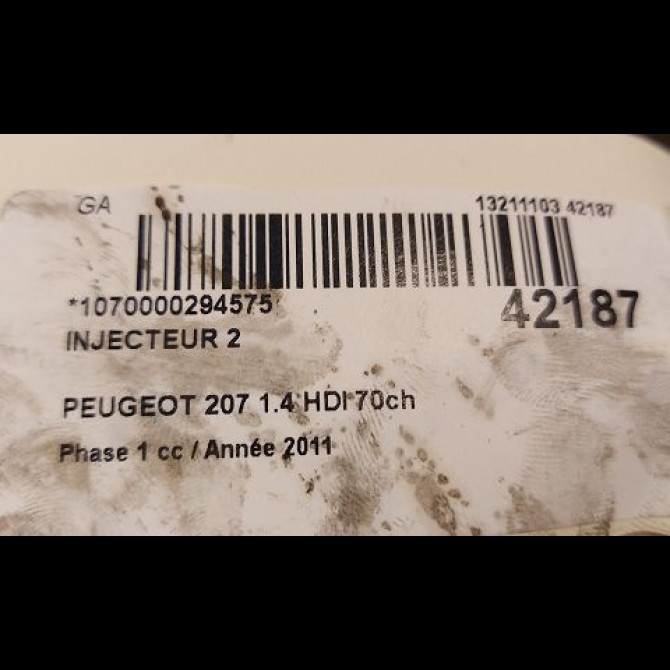 GA 13211103 42187
*1070000294575 42187
INJECTEUR 2
PEUGEOT 207 1.4 HDI 70ch
Phase 1 cc / Année 2011